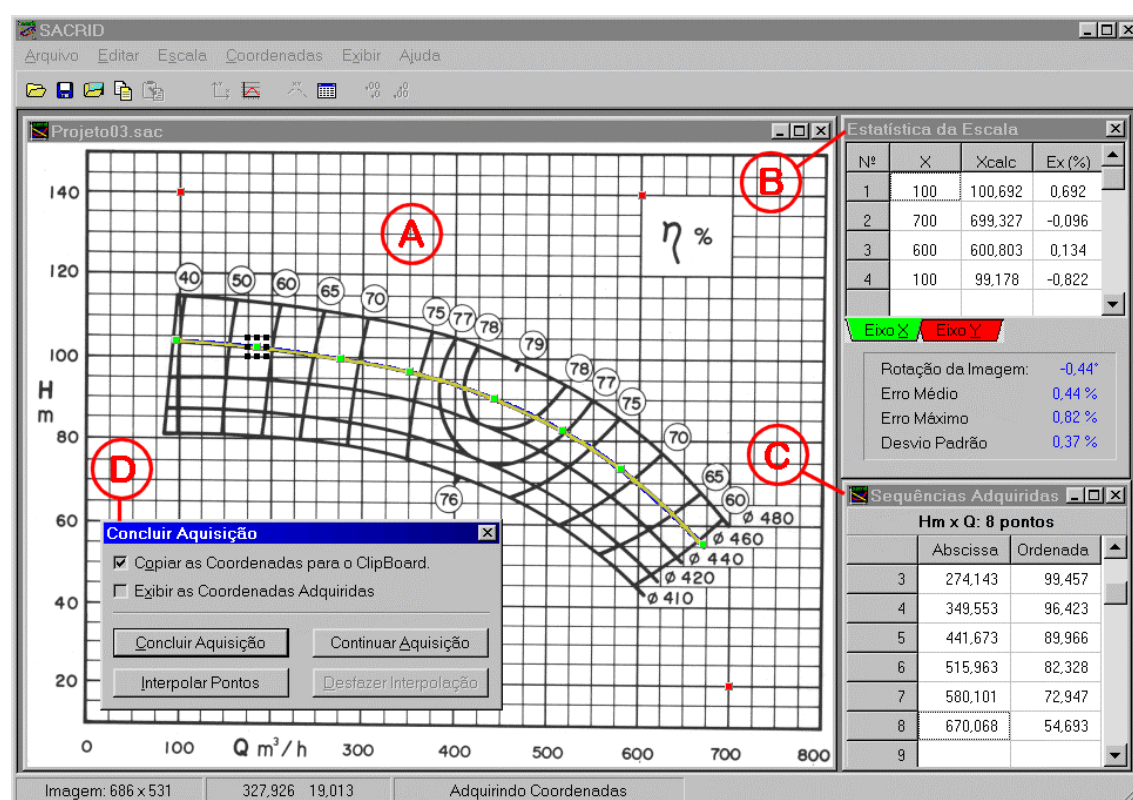 SACRID
Arquivo Editar Escala Coordenadas Exibir Ajuda
Projeto03.sac
140
120
100
H
m
80
60
40
20
0 100 Q m³/h 300 400 500 600 700 800
η %
40 50 60 65 70 75 77 78 79 78 77 75 70 65 60
76
ø 480
ø 460
ø 440
ø 420
ø 410
A
B
C
D
Concluir Aquisição
Copiar as Coordenadas para o ClipBoard.
Exibir as Coordenadas Adquiridas
Concluir Aquisição Continuar Aquisição
Interpolar Pontos Desfazer Interpolação
Estatística da Escala
Nº X Xcalc Ex (%)
1 100 100,692 0,692
2 700 699,327 -0,096
3 600 600,803 0,134
4 100 99,178 -0,822
Eixo X Eixo Y
Rotação da Imagem: -0,44°
Erro Médio 0,44 %
Erro Máximo 0,82 %
Desvio Padrão 0,37 %
Sequências Adquiridas
Hm x Q: 8 pontos
Abscissa Ordenada
3 274,143 99,457
4 349,553 96,423
5 441,673 89,966
6 515,963 82,328
7 580,101 72,947
8 670,068 54,693
9
Imagem: 686 x 531 327,926 19,013 Adquirindo Coordenadas